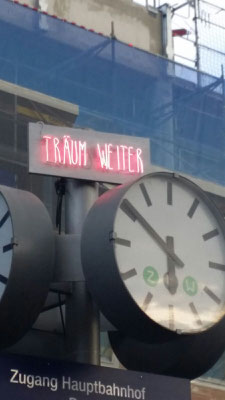 TRÄUM WEITER
Z W
Zugang Hauptbahnhof